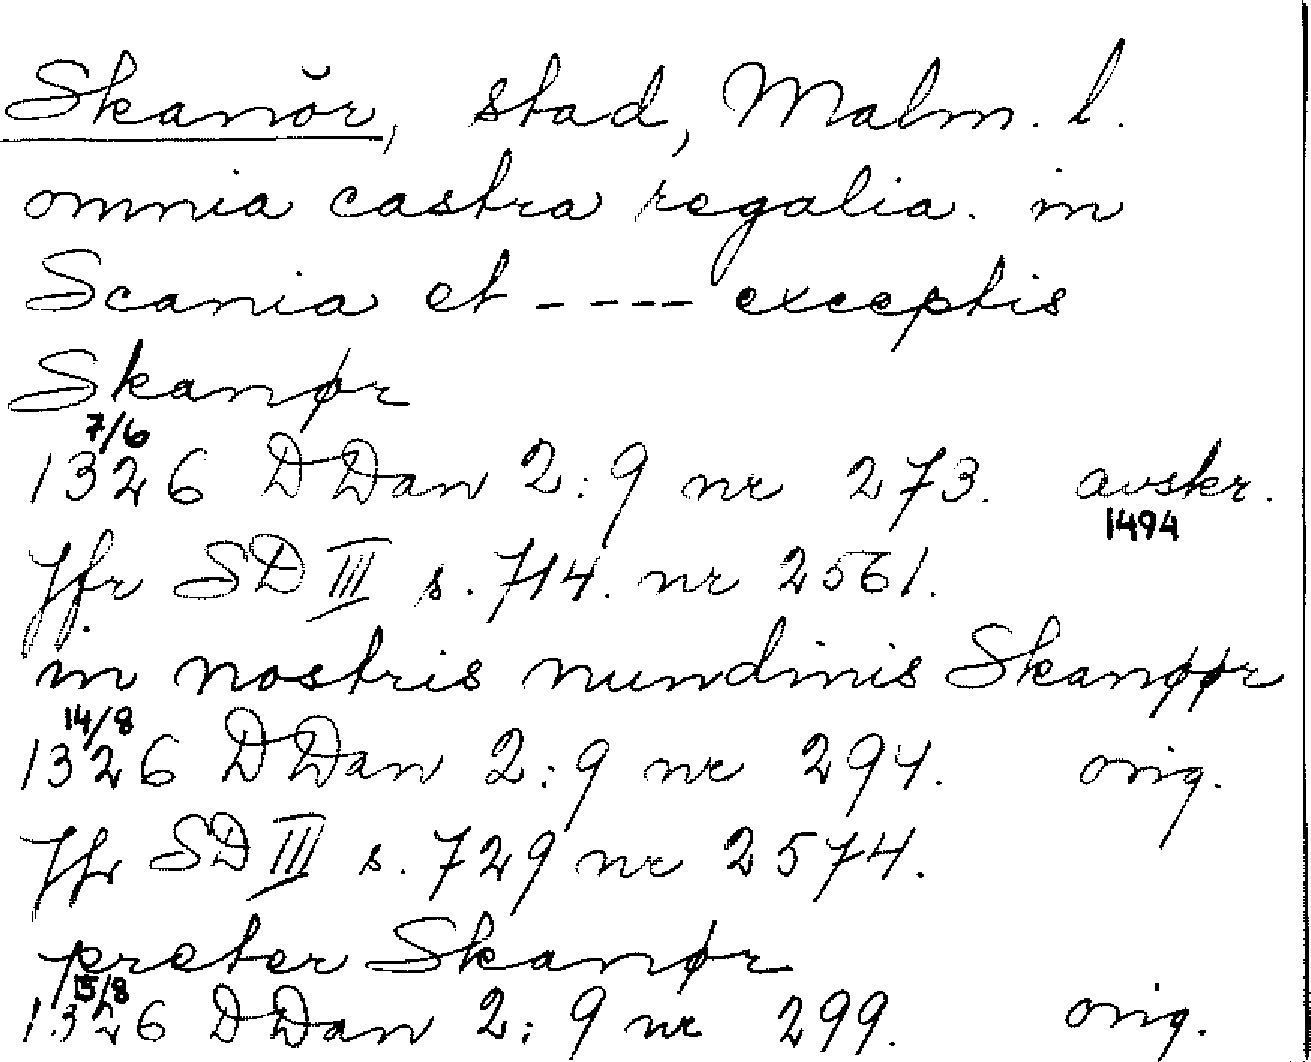 Skanör, stad, Malm. l.
omnia castra regalia. in
Scania et ---- exceptis
Skanør
7/6
1326 DDan 2:9 nr 273. avskr.
1494
Jfr SD III s. 714. nr 2561.
in nostris nundinis Skanøør
14/8
1326 DDan 2:9 nr 294. orig.
Jfr SD III s. 729 nr 2574.
preter Skanør
15/8
1326 DDan 2:9 nr 299. orig.